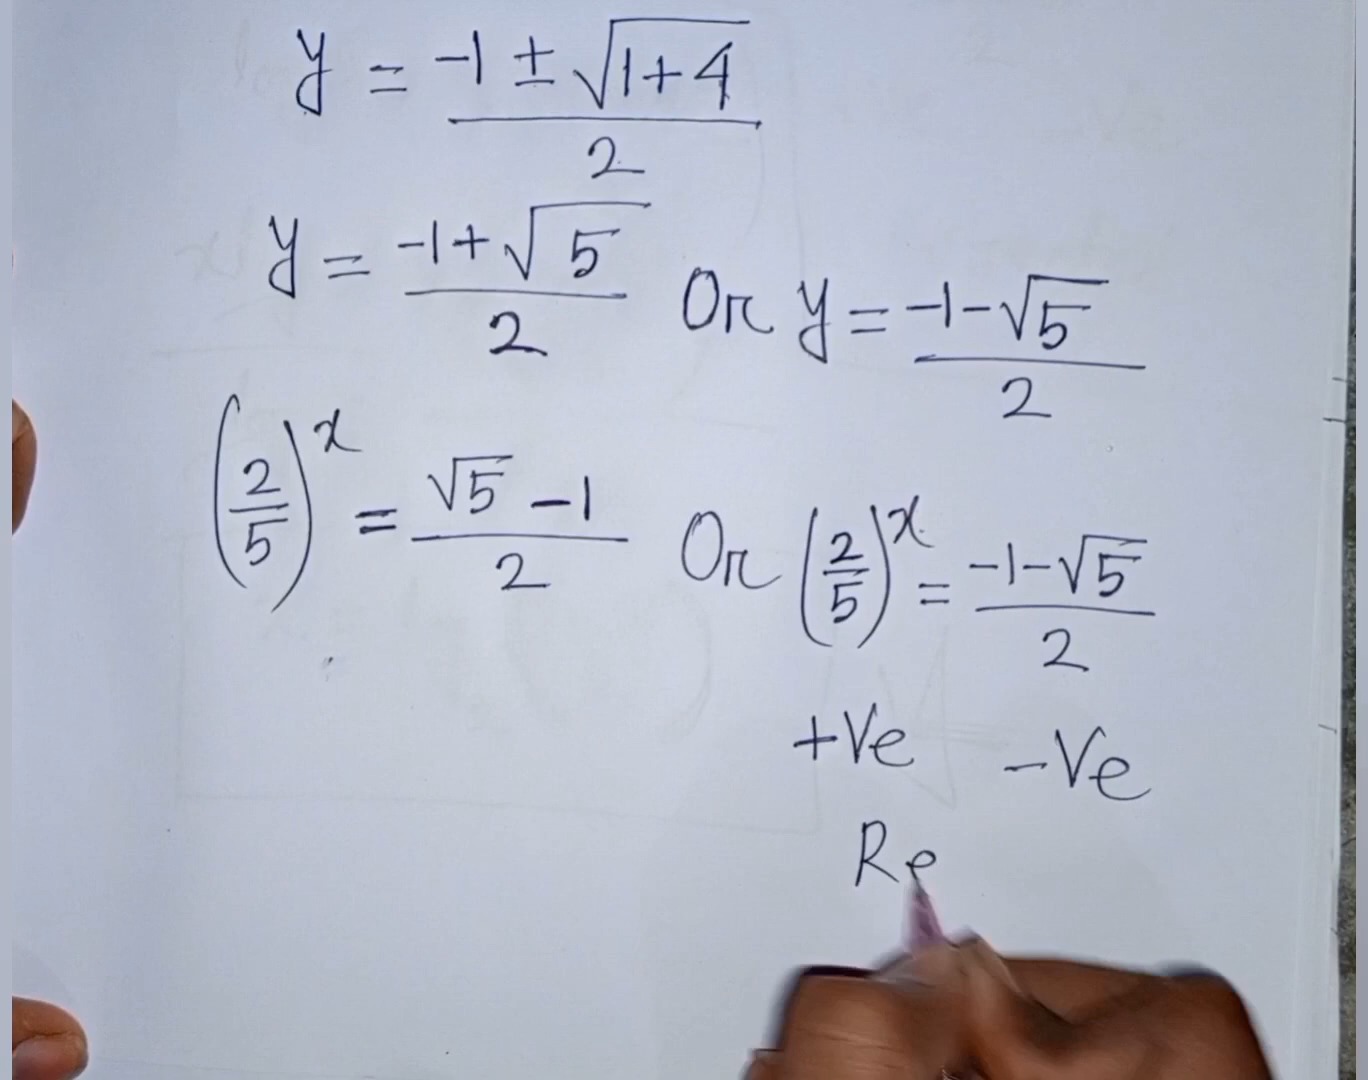 y = (-1 ± √(1+4))/2
y = (-1+√5)/2 Or y = (-1-√5)/2
(2/5)^x = (√5 -1)/2 Or (2/5)^x = (-1-√5)/2
+Ve -Ve
Re